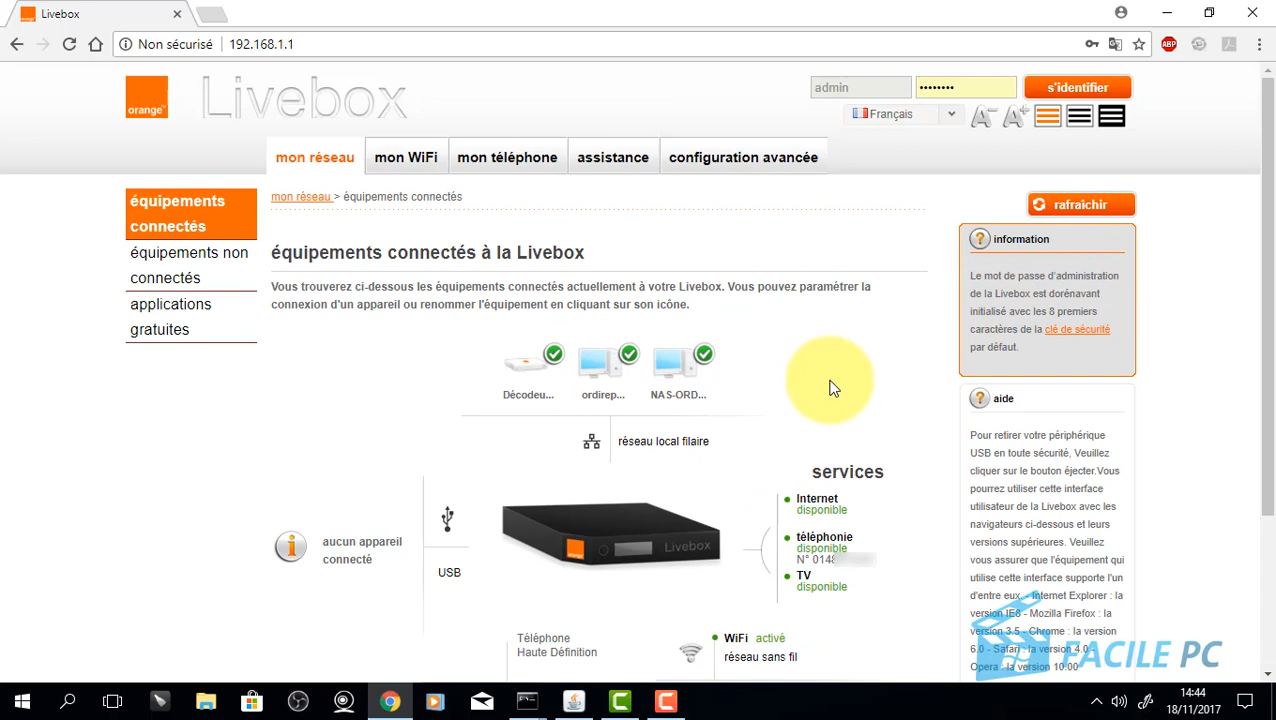 Livebox
Non sécurisé
192.168.1.1
ABP
orange™
Livebox
admin
••••••••
s'identifier
Français
A-
A+
mon réseau
mon WiFi
mon téléphone
assistance
configuration avancée
équipements
connectés
équipements non
connectés
applications
gratuites
mon réseau > équipements connectés
rafraîchir
équipements connectés à la Livebox
Vous trouverez ci-dessous les équipements connectés actuellement à votre Livebox. Vous pouvez paramétrer la
connexion d'un appareil ou renommer l'équipement en cliquant sur son icône.
Décodeu...
ordirep...
NAS-ORD...
réseau local filaire
services
Internet
disponible
téléphonie
disponible
N° 0148
TV
disponible
aucun appareil
connecté
USB
Livebox
Téléphone
Haute Définition
WiFi activé
réseau sans fil
information
Le mot de passe d'administration
de la Livebox est dorénavant
initialisé avec les 8 premiers
caractères de la clé de sécurité
par défaut.
aide
Pour retirer votre périphérique
USB en toute sécurité, Veuillez
cliquer sur le bouton éjecter.Vous
pourrez utiliser cette interface
utilisateur de la Livebox avec les
navigateurs ci-dessous et leurs
versions supérieures. Veuillez
vous assurer que l'équipement qui
utilise cette interface supporte l'un
d'entre eux. - Internet Explorer : la
version IE8 - Mozilla Firefox : la
version 3.5 - Chrome : la version
6.0 - Safari : la version 4.0 -
Opera : la version 10.00
FACILE PC
14:44
18/11/2017